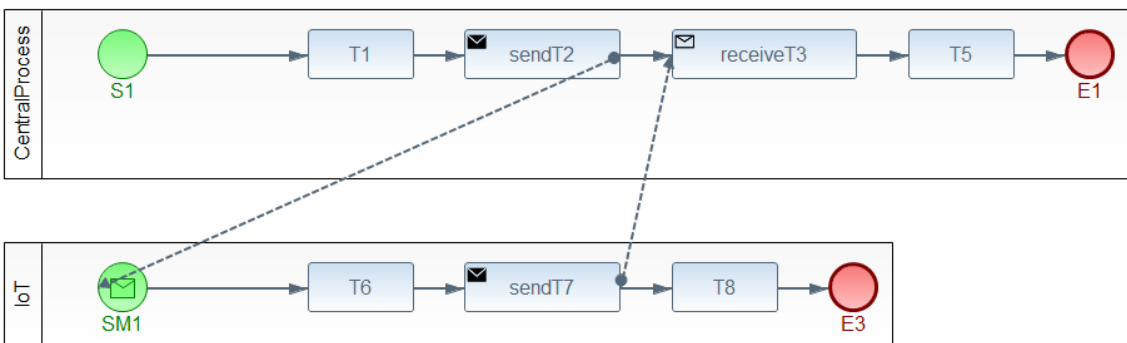 CentralProcess
S1
T1
sendT2
receiveT3
T5
E1
IoT
SM1
T6
sendT7
T8
E3